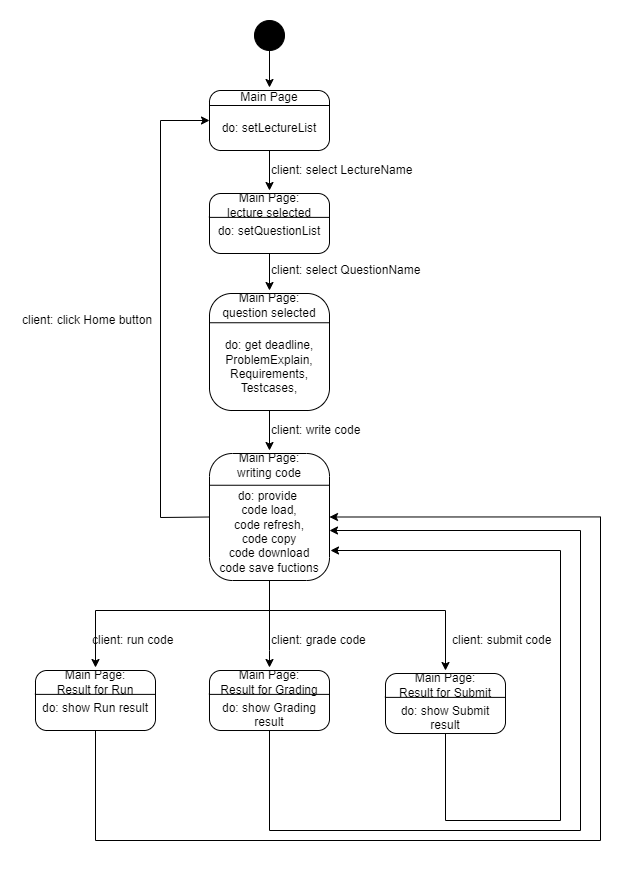 Main Page
do: setLectureList
client: select LectureName
Main Page:
lecture selected
do: setQuestionList
client: select QuestionName
Main Page:
question selected
client: click Home button
do: get deadline,
ProblemExplain,
Requirements,
Testcases,
client: write code
Main Page:
writing code
do: provide
code load,
code refresh,
code copy
code download
code save fuctions
client: run code
client: grade code
client: submit code
Main Page:
Result for Run
do: show Run result
Main Page:
Result for Grading
do: show Grading
result
Main Page:
Result for Submit
do: show Submit
result